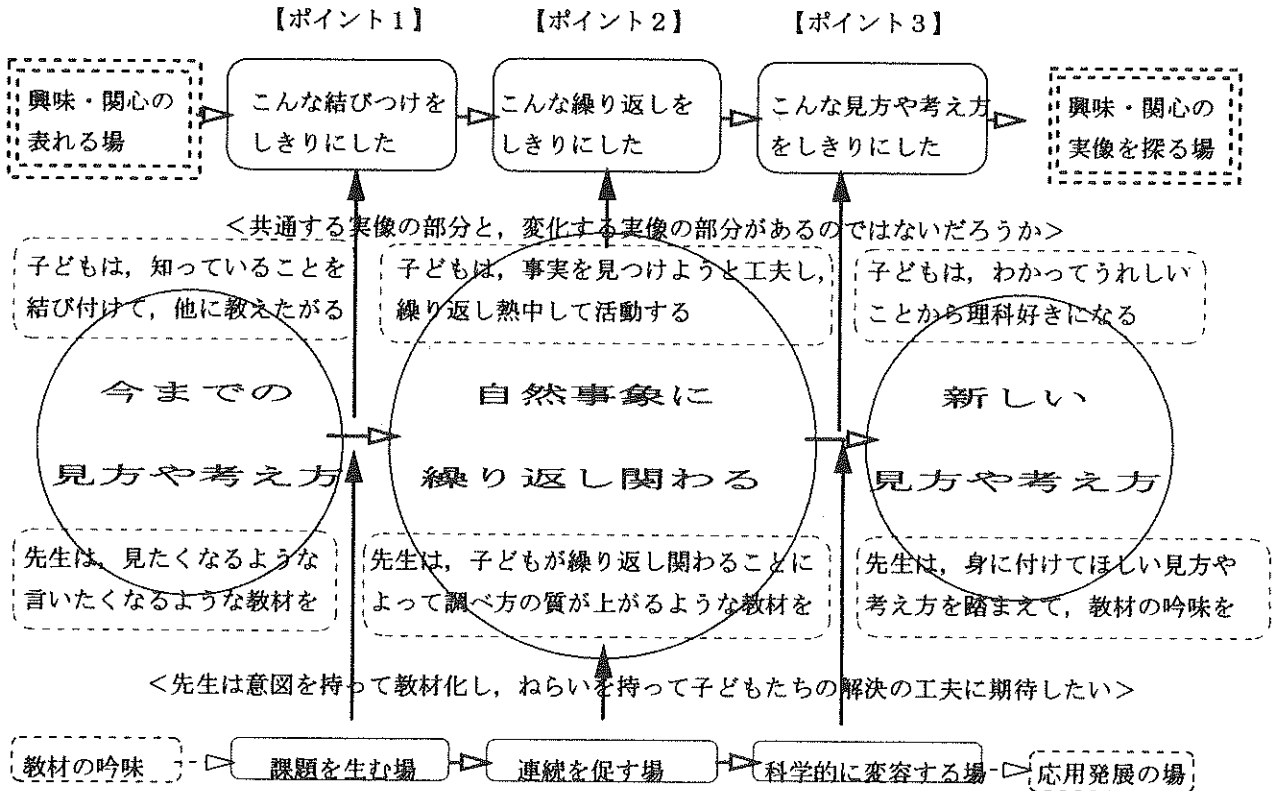 【ポイント1】 【ポイント2】 【ポイント3】
興味・関心の
表れる場
こんな結びつけを
しきりにした
こんな繰り返しを
しきりにした
こんな見方や考え方
をしきりにした
興味・関心の
実像を探る場
＜共通する実像の部分と，変化する実像の部分があるのではないだろうか＞
子どもは，知っていることを
結び付けて，他に教えたがる
子どもは，事実を見つけようと工夫し，
繰り返し熱中して活動する
子どもは，わかってうれしい
ことから理科好きになる
今までの
見方や考え方
自然事象に
繰り返し関わる
新しい
見方や考え方
先生は，見たくなるような
言いたくなるような教材を
先生は，子どもが繰り返し関わることに
よって調べ方の質が上がるような教材を
先生は，身に付けてほしい見方や
考え方を踏まえて，教材の吟味を
＜先生は意図を持って教材化し，ねらいを持って子どもたちの解決の工夫に期待したい＞
教材の吟味
課題を生む場
連続を促す場
科学的に変容する場
応用発展の場